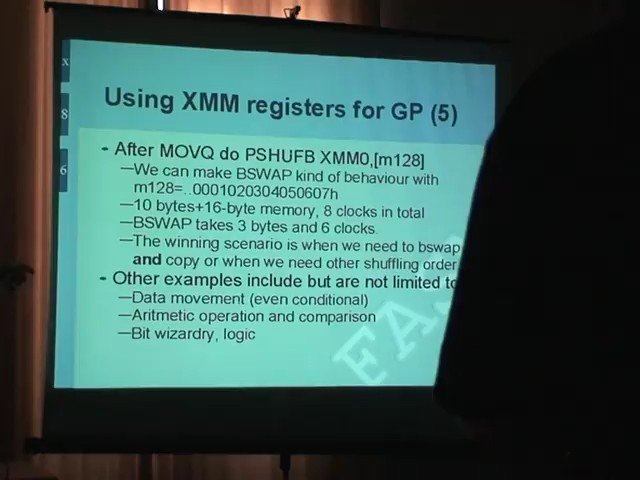 x
8
6
Using XMM registers for GP (5)
- After MOVQ do PSHUFB XMM0,[m128]
—We can make BSWAP kind of behaviour with
m128=..0001020304050607h
—10 bytes+16-byte memory, 8 clocks in total
—BSWAP takes 3 bytes and 6 clocks.
—The winning scenario is when we need to bswap
and copy or when we need other shuffling order
- Other examples include but are not limited to
—Data movement (even conditional)
—Aritmetic operation and comparison
—Bit wizardry, logic